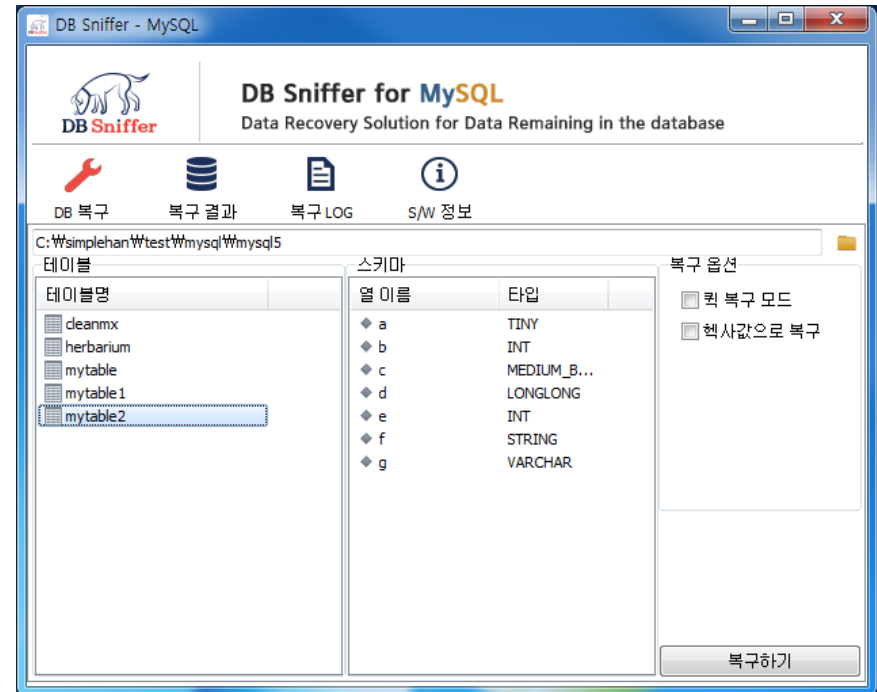 DB Sniffer - MySQL
DB Sniffer
DB Sniffer for MySQL
Data Recovery Solution for Data Remaining in the database
DB 복구 복구 결과 복구 LOG S/W 정보
C:₩simplehan₩test₩mysql₩mysql5
테이블 스키마 복구 옵션
테이블명 열 이름 타입
퀵 복구 모드
cleanmx a TINY
헥사값으로 복구
herbarium b INT
mytable c MEDIUM_B...
mytable1 d LONGLONG
mytable2 e INT
f STRING
g VARCHAR
복구하기